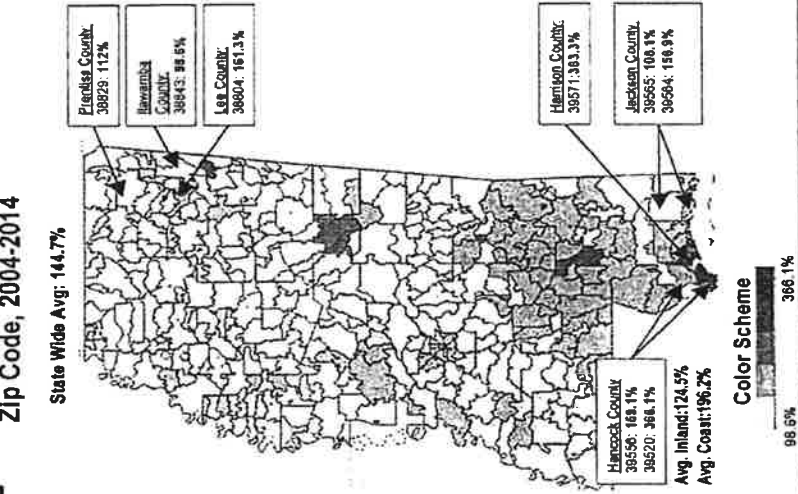 Zip Code, 2004-2014
State Wide Avg: 144.7%
Prentiss County:
38829: 112%
Itawamba
County:
38843: 98.6%
Lee County:
38804: 161.3%
Harrison County:
39571:363.3%
Jackson County:
39565: 108.1%
39564: 156.9%
Hancock County
39556: 169.1%
39520: 366.1%
Avg. Inland:124.5%
Avg. Coast:196.2%
Color Scheme
98.6%
366.1%